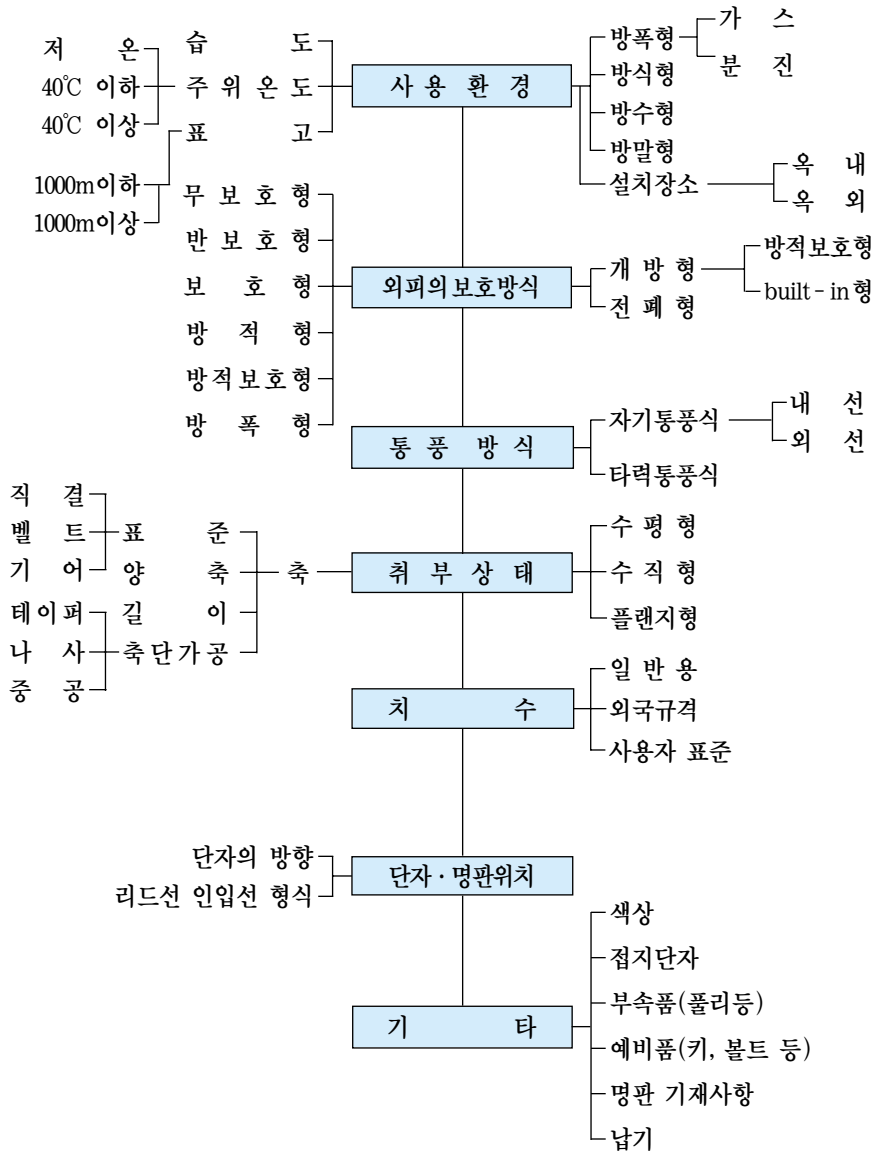 사 용 환 경
습 도
주 위 온 도
저 온
40℃ 이하
40℃ 이상
표 고
1000m이하
1000m이상
방폭형
가 스
분 진
방식형
방수형
방말형
설치장소
옥 내
옥 외
외피의보호방식
무 보 호 형
반 보 호 형
보 호 형
방 적 형
방적보호형
방 폭 형
개 방 형
방적보호형
built-in형
전 폐 형
통 풍 방 식
자기통풍식
내 선
외 선
타력통풍식
취 부 상 태
축
표 준
직 결
벨 트
기 어
양 축
길 이
축단가공
테이퍼
나 사
중 공
수 평 형
수 직 형
플랜지형
치 수
일 반 용
외국규격
사용자 표준
단자·명판위치
단자의 방향
리드선 인입선 형식
기 타
색상
접지단자
부속품(풀리등)
예비품(키, 볼트 등)
명판 기재사항
납기